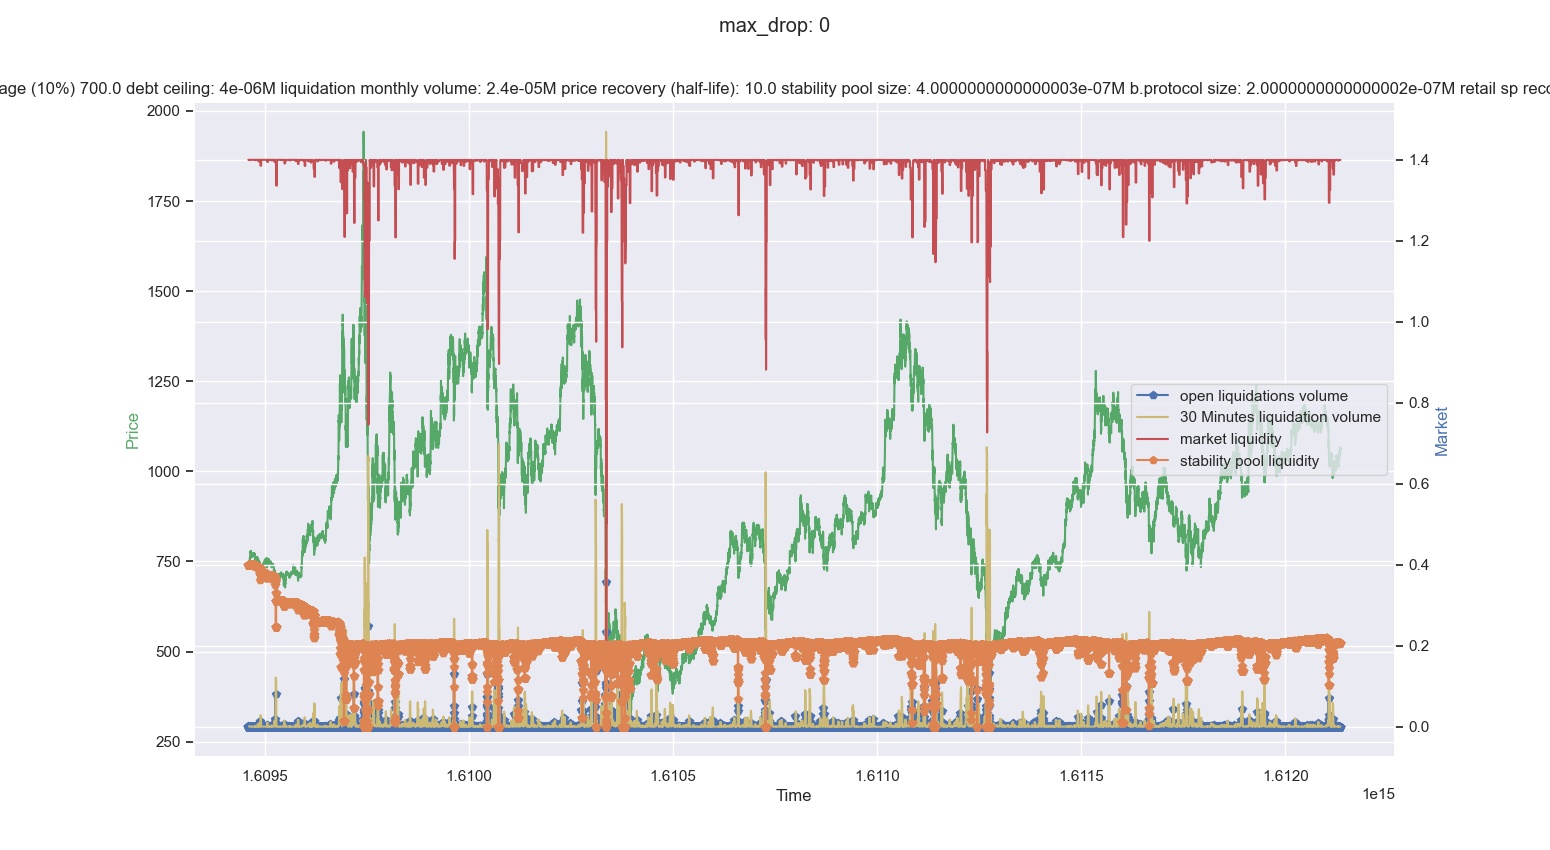 max_drop: 0
age (10%) 700.0 debt ceiling: 4e-06M liquidation monthly volume: 2.4e-05M price recovery (half-life): 10.0 stability pool size: 4.0000000000000003e-07M b.protocol size: 2.0000000000000002e-07M retail sp reco
2000
1750
1500
1250
1000
750
500
250
Price
1.4
1.2
1.0
0.8
0.6
0.4
0.2
0.0
Market
open liquidations volume
30 Minutes liquidation volume
market liquidity
stability pool liquidity
1.6095
1.6100
1.6105
1.6110
1.6115
1.6120
Time
1e15